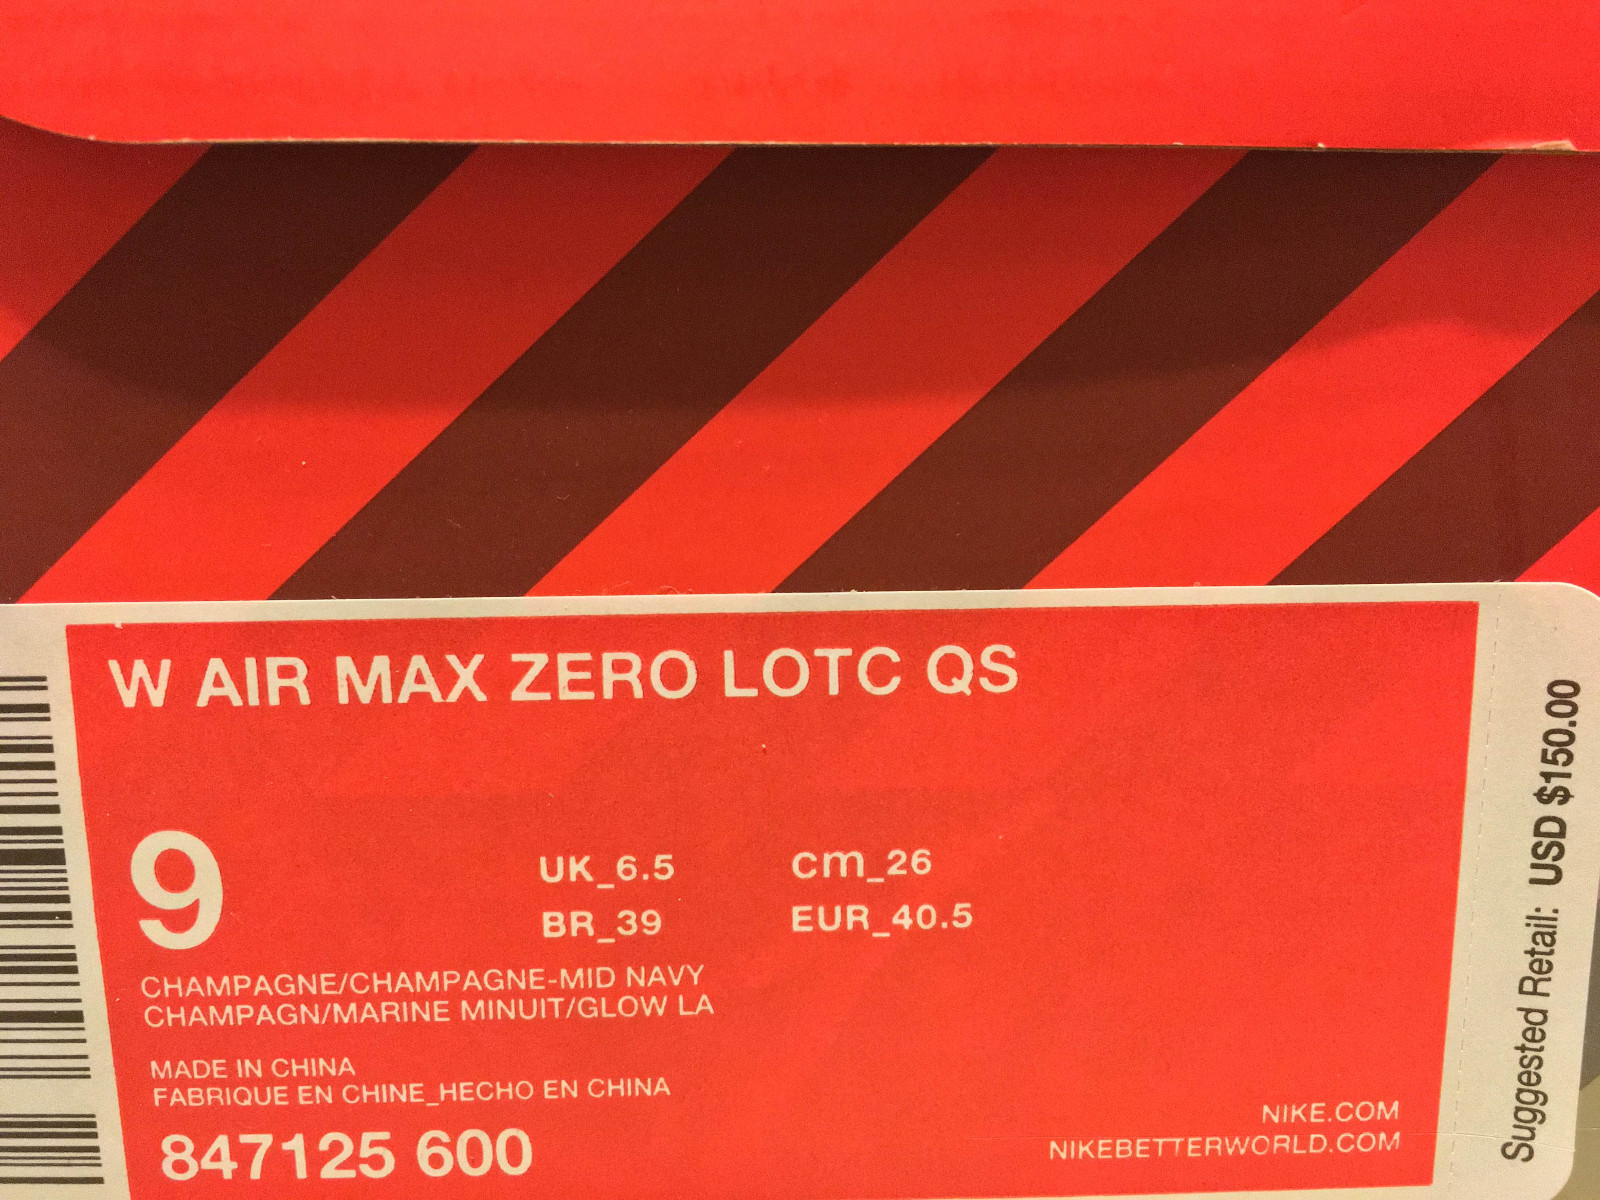 W AIR MAX ZERO LOTC QS
9
UK_6.5 cm_26
BR_39 EUR_40.5
CHAMPAGNE/CHAMPAGNE-MID NAVY
CHAMPAGN/MARINE MINUIT/GLOW LA
MADE IN CHINA
FABRIQUE EN CHINE_HECHO EN CHINA
847125 600
NIKE.COM
NIKEBETTERWORLD.COM
Suggested Retail: USD $150.00